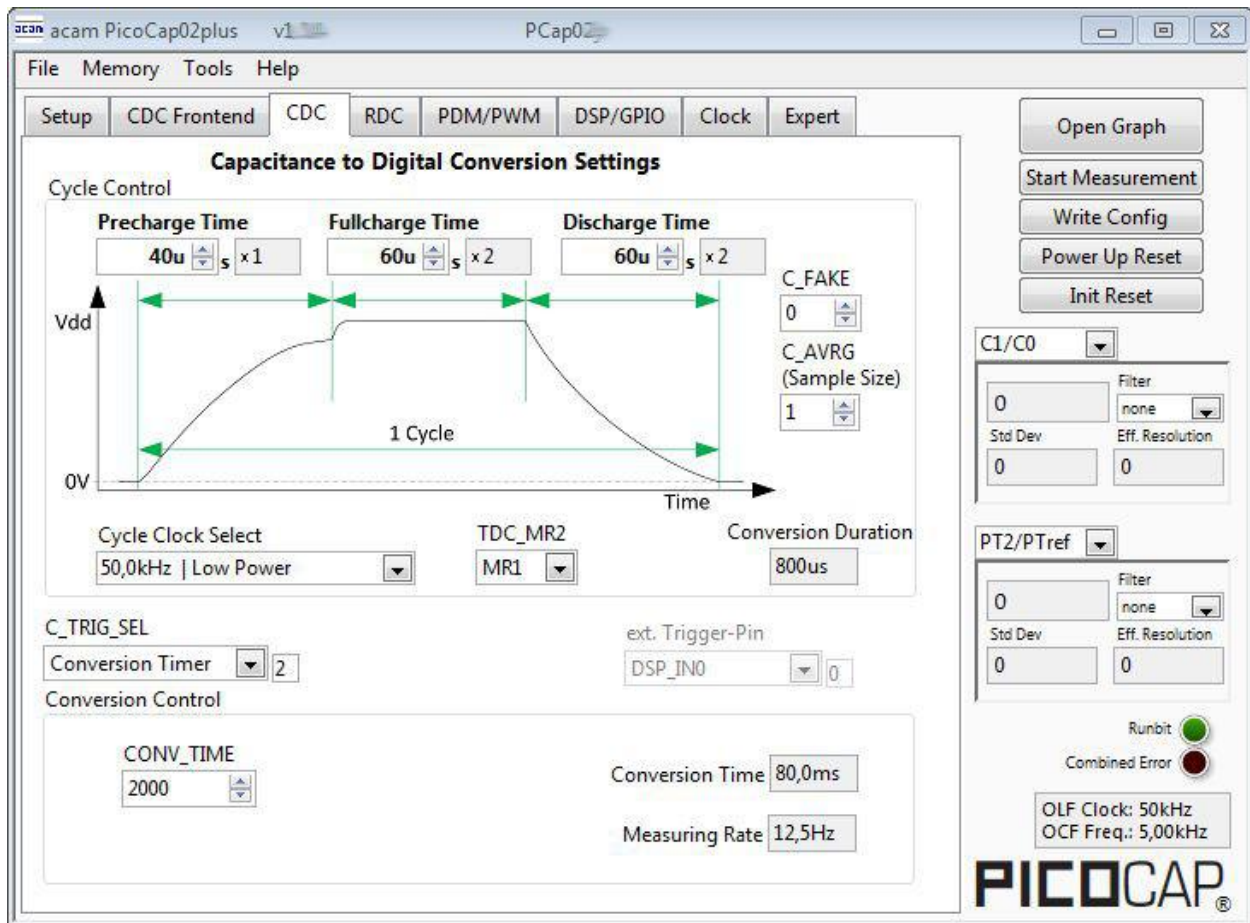 acam acam PicoCap02plus v1. PCap02
File Memory Tools Help
Setup CDC Frontend CDC RDC PDM/PWM DSP/GPIO Clock Expert
Capacitance to Digital Conversion Settings
Cycle Control
Precharge Time Fullcharge Time Discharge Time
40u s x1 60u s x2 60u s x2
C_FAKE
0
Vdd
C_AVRG
(Sample Size)
1
1 Cycle
0V
Time
Cycle Clock Select TDC_MR2 Conversion Duration
50,0kHz | Low Power MR1 800us
C_TRIG_SEL ext. Trigger-Pin
Conversion Timer 2 DSP_IN0 0
Conversion Control
CONV_TIME
2000
Conversion Time 80,0ms
Measuring Rate 12,5Hz
Open Graph
Start Measurement
Write Config
Power Up Reset
Init Reset
C1/C0
Filter
0 none
Std Dev Eff. Resolution
0 0
PT2/PTref
Filter
0 none
Std Dev Eff. Resolution
0 0
Runbit
Combined Error
OLF Clock: 50kHz
OCF Freq.: 5,00kHz
PICOCAP®